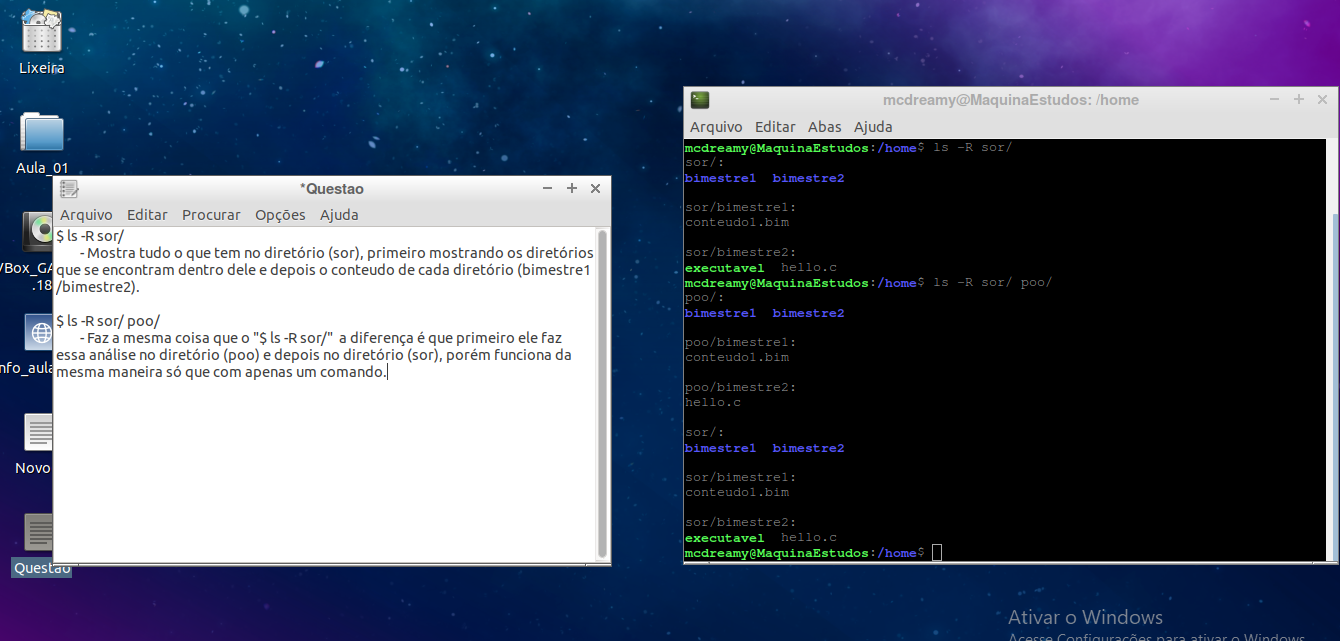 Lixeira
Aula_01
VBox_GA
.18
nfo_aula
Novo
Questao
*Questao
Arquivo Editar Procurar Opções Ajuda
$ ls -R sor/
- Mostra tudo o que tem no diretório (sor), primeiro mostrando os diretórios
que se encontram dentro dele e depois o conteudo de cada diretório (bimestre1
/bimestre2).
$ ls -R sor/ poo/
- Faz a mesma coisa que o "$ ls -R sor/" a diferença é que primeiro ele faz
essa análise no diretório (poo) e depois no diretório (sor), porém funciona da
mesma maneira só que com apenas um comando.
mcdreamy@MaquinaEstudos: /home
Arquivo Editar Abas Ajuda
mcdreamy@MaquinaEstudos:/home$ ls -R sor/
sor/:
bimestre1 bimestre2
sor/bimestre1:
conteudo1.bim
sor/bimestre2:
executavel hello.c
mcdreamy@MaquinaEstudos:/home$ ls -R sor/ poo/
poo/:
bimestre1 bimestre2
poo/bimestre1:
conteudo1.bim
poo/bimestre2:
hello.c
sor/:
bimestre1 bimestre2
sor/bimestre1:
conteudo1.bim
sor/bimestre2:
executavel hello.c
mcdreamy@MaquinaEstudos:/home$
Ativar o Windows
Acesse Configurações para ativar o Windows.